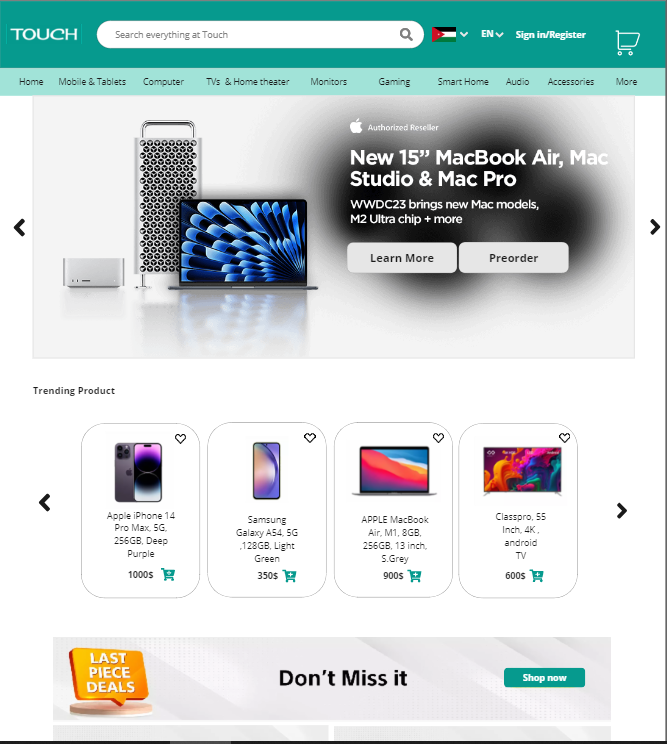 TOUCH
Search everything at Touch
EN
Sign in/Register
Home Mobile & Tablets Computer TVs & Home theater Monitors Gaming Smart Home Audio Accessories More
Authorized Reseller
New 15” MacBook Air, Mac
Studio & Mac Pro
WWDC23 brings new Mac models,
M2 Ultra chip + more
Learn More
Preorder
Trending Product
Apple iPhone 14
Pro Max, 5G,
256GB, Deep
Purple
1000$
Samsung
Galaxy A54, 5G
,128GB, Light
Green
350$
APPLE MacBook
Air, M1, 8GB,
256GB, 13 inch,
S.Grey
900$
Classpro, 55
Inch, 4K ,
android
TV
600$
LAST
PIECE
DEALS
Don’t Miss it
Shop now